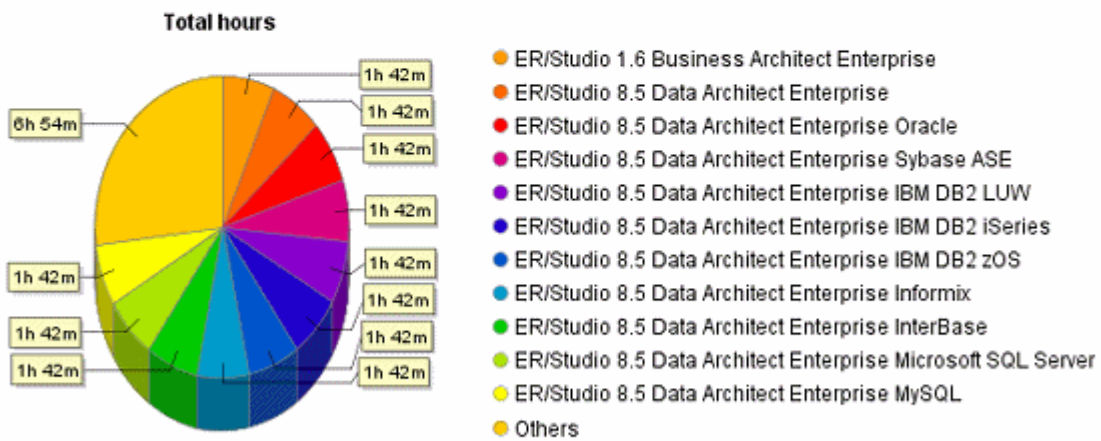 Total hours
6h 54m
1h 42m
1h 42m
1h 42m
1h 42m
1h 42m
1h 42m
1h 42m
1h 42m
1h 42m
1h 42m
1h 42m
ER/Studio 1.6 Business Architect Enterprise
ER/Studio 8.5 Data Architect Enterprise
ER/Studio 8.5 Data Architect Enterprise Oracle
ER/Studio 8.5 Data Architect Enterprise Sybase ASE
ER/Studio 8.5 Data Architect Enterprise IBM DB2 LUW
ER/Studio 8.5 Data Architect Enterprise IBM DB2 iSeries
ER/Studio 8.5 Data Architect Enterprise IBM DB2 zOS
ER/Studio 8.5 Data Architect Enterprise Informix
ER/Studio 8.5 Data Architect Enterprise InterBase
ER/Studio 8.5 Data Architect Enterprise Microsoft SQL Server
ER/Studio 8.5 Data Architect Enterprise MySQL
Others